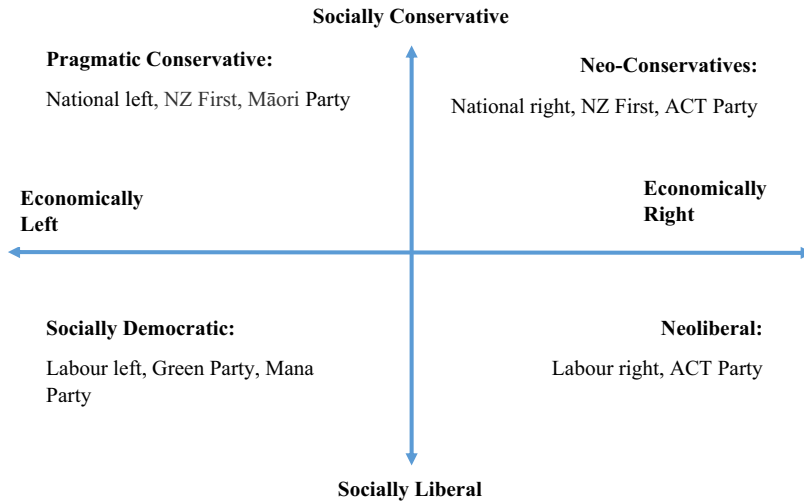 Socially Conservative
Pragmatic Conservative:
National left, NZ First, Māori Party
Neo-Conservatives:
National right, NZ First, ACT Party
Economically
Left
Economically
Right
Socially Democratic:
Labour left, Green Party, Mana
Party
Neoliberal:
Labour right, ACT Party
Socially Liberal